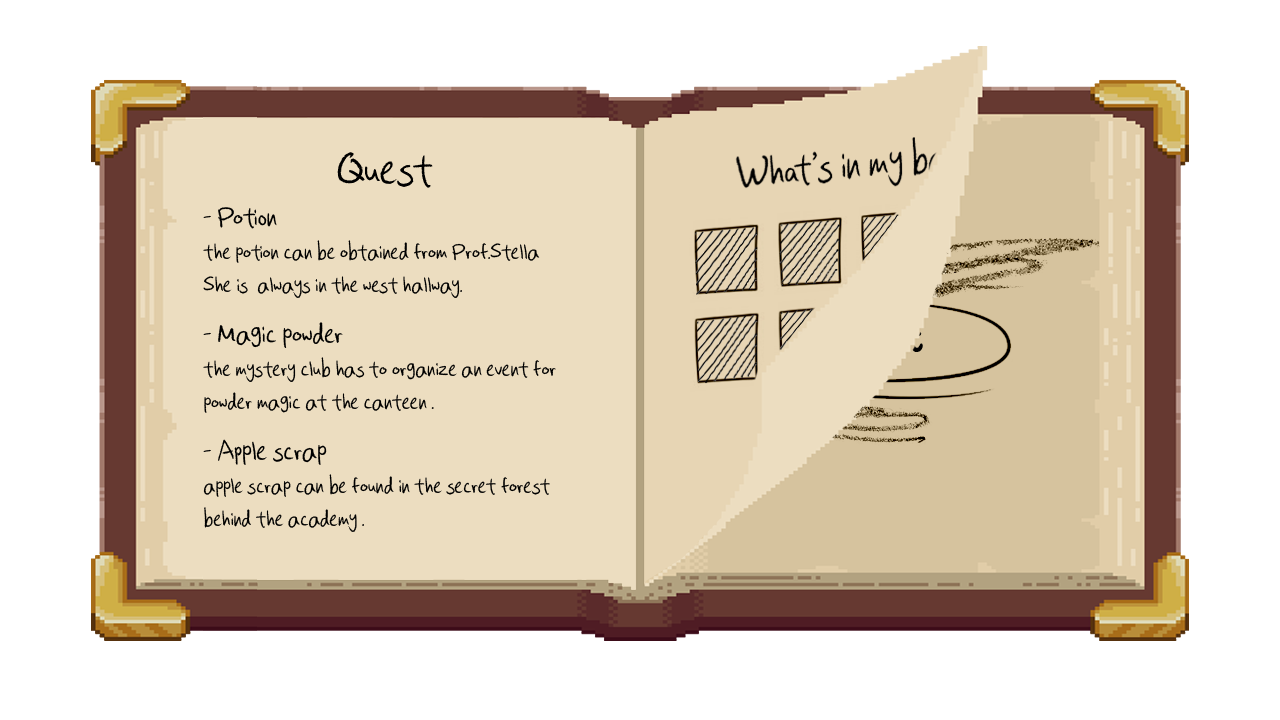 Quest
- Potion
the potion can be obtained from Prof.Stella
She is always in the west hallway.
- Magic powder
the mystery club has to organize an event for
powder magic at the canteen.
- Apple scrap
apple scrap can be found in the secret forest
behind the academy.
What's in my